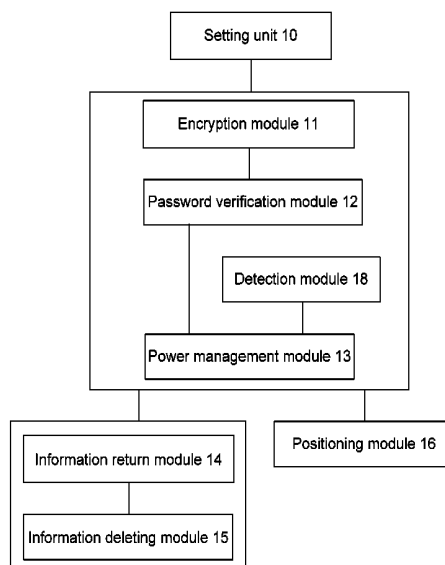 Setting unit 10
Encryption module 11
Password verification module 12
Detection module 18
Power management module 13
Information return module 14
Positioning module 16
Information deleting module 15